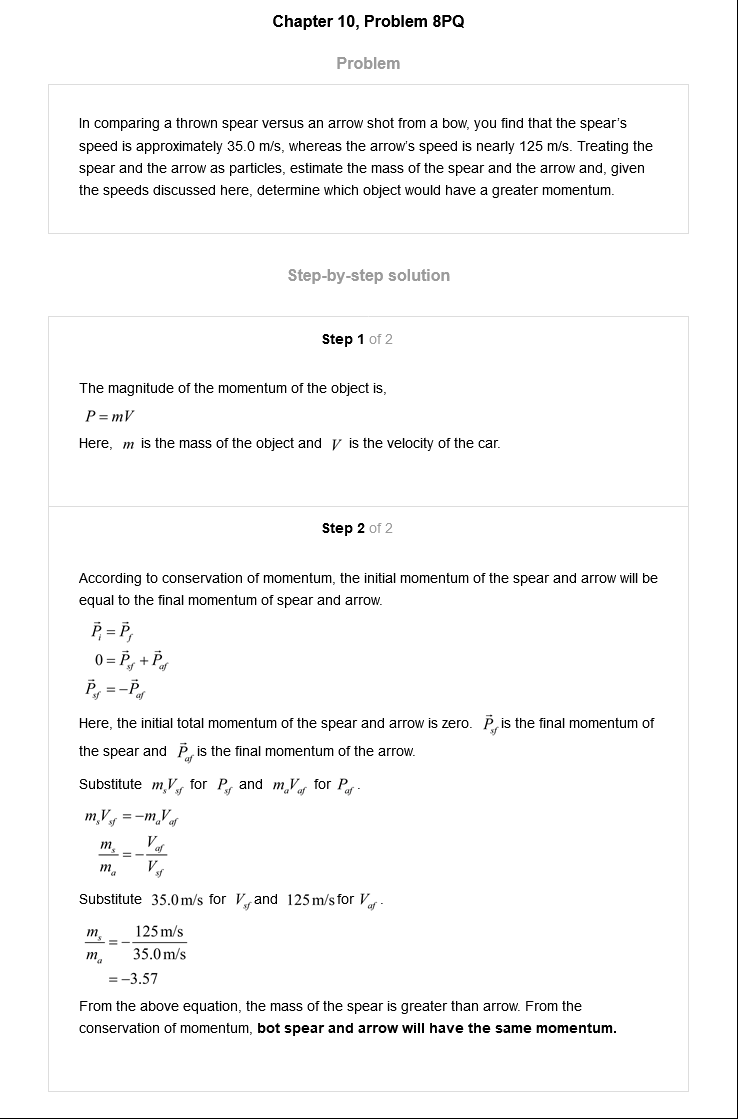 Chapter 10, Problem 8PQ
Problem
In comparing a thrown spear versus an arrow shot from a bow, you find that the spear's
speed is approximately 35.0 m/s, whereas the arrow's speed is nearly 125 m/s. Treating the
spear and the arrow as particles, estimate the mass of the spear and the arrow and, given
the speeds discussed here, determine which object would have a greater momentum.
Step-by-step solution
Step 1 of 2
The magnitude of the momentum of the object is,
P = mV
Here, m is the mass of the object and V is the velocity of the car.
Step 2 of 2
According to conservation of momentum, the initial momentum of the spear and arrow will be
equal to the final momentum of spear and arrow.
\vec{P}_i = \vec{P}_f
0 = \vec{P}_{sf} + \vec{P}_{af}
\vec{P}_{sf} = -\vec{P}_{af}
Here, the initial total momentum of the spear and arrow is zero. \vec{P}_{sf} is the final momentum of
the spear and \vec{P}_{af} is the final momentum of the arrow.
Substitute m_s V_{sf} for P_{sf} and m_a V_{af} for P_{af}.
m_s V_{sf} = -m_a V_{af}
\frac{m_s}{m_a} = -\frac{V_{af}}{V_{sf}}
Substitute 35.0 m/s for V_{sf} and 125 m/s for V_{af}.
\frac{m_s}{m_a} = -\frac{125 m/s}{35.0 m/s}
= -3.57
From the above equation, the mass of the spear is greater than arrow. From the
conservation of momentum, bot spear and arrow will have the same momentum.